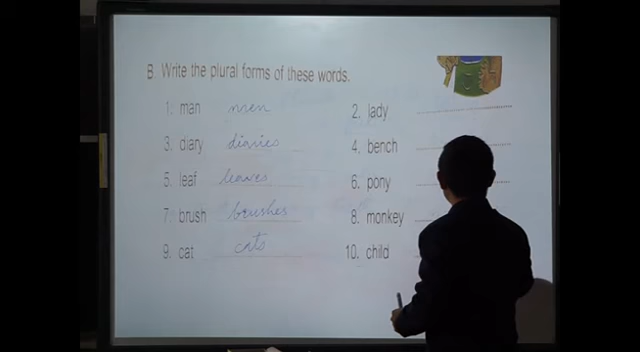 B. Write the plural forms of these words.
1. man men 2. lady
3. diary diaries 4. bench
5. leaf leaves 6. pony
7. brush brushes 8. monkey
9. cat cats 10. child